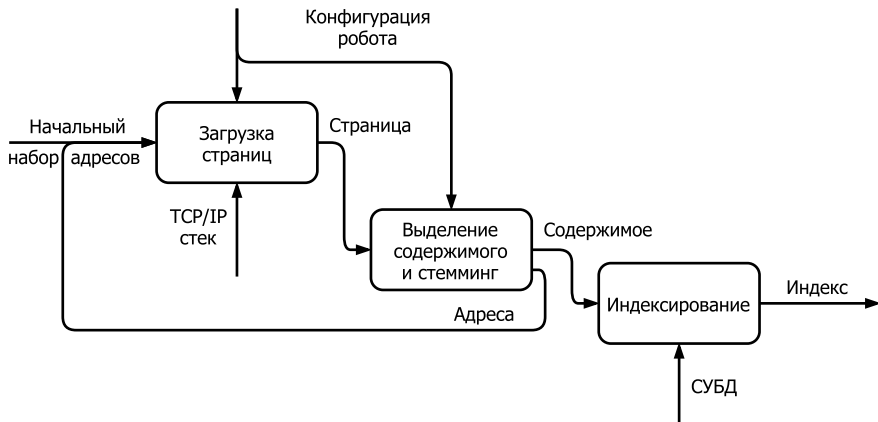 Конфигурация
робота
Начальный
набор адресов
Загрузка
страниц
Страница
TCP/IP
стек
Выделение
содержимого
и стемминг
Содержимое
Адреса
Индексирование
Индекс
СУБД